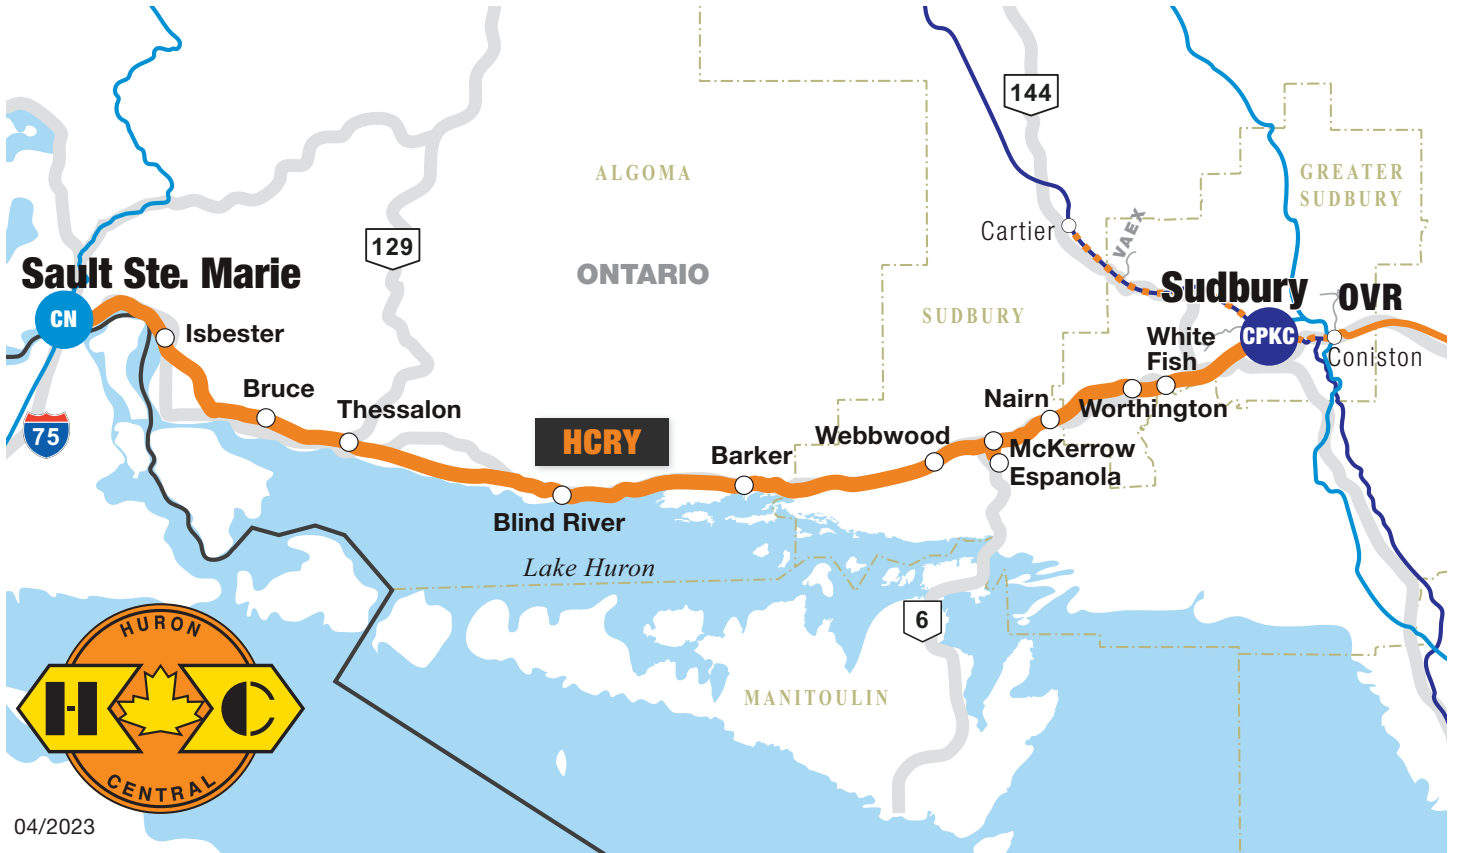 144
ALGOMA
GREATER
SUDBURY
Cartier
VAEX
129
ONTARIO
Sault Ste. Marie
CN
Sudbury
OVR
SUDBURY
CPKC
Isbester
White
Fish
Coniston
Bruce
Thessalon
Nairn
Worthington
75
HCRY
Webbwood
McKerrow
Barker
Espanola
Blind River
Lake Huron
6
HURON
MANITOULIN
H-C
CENTRAL
04/2023